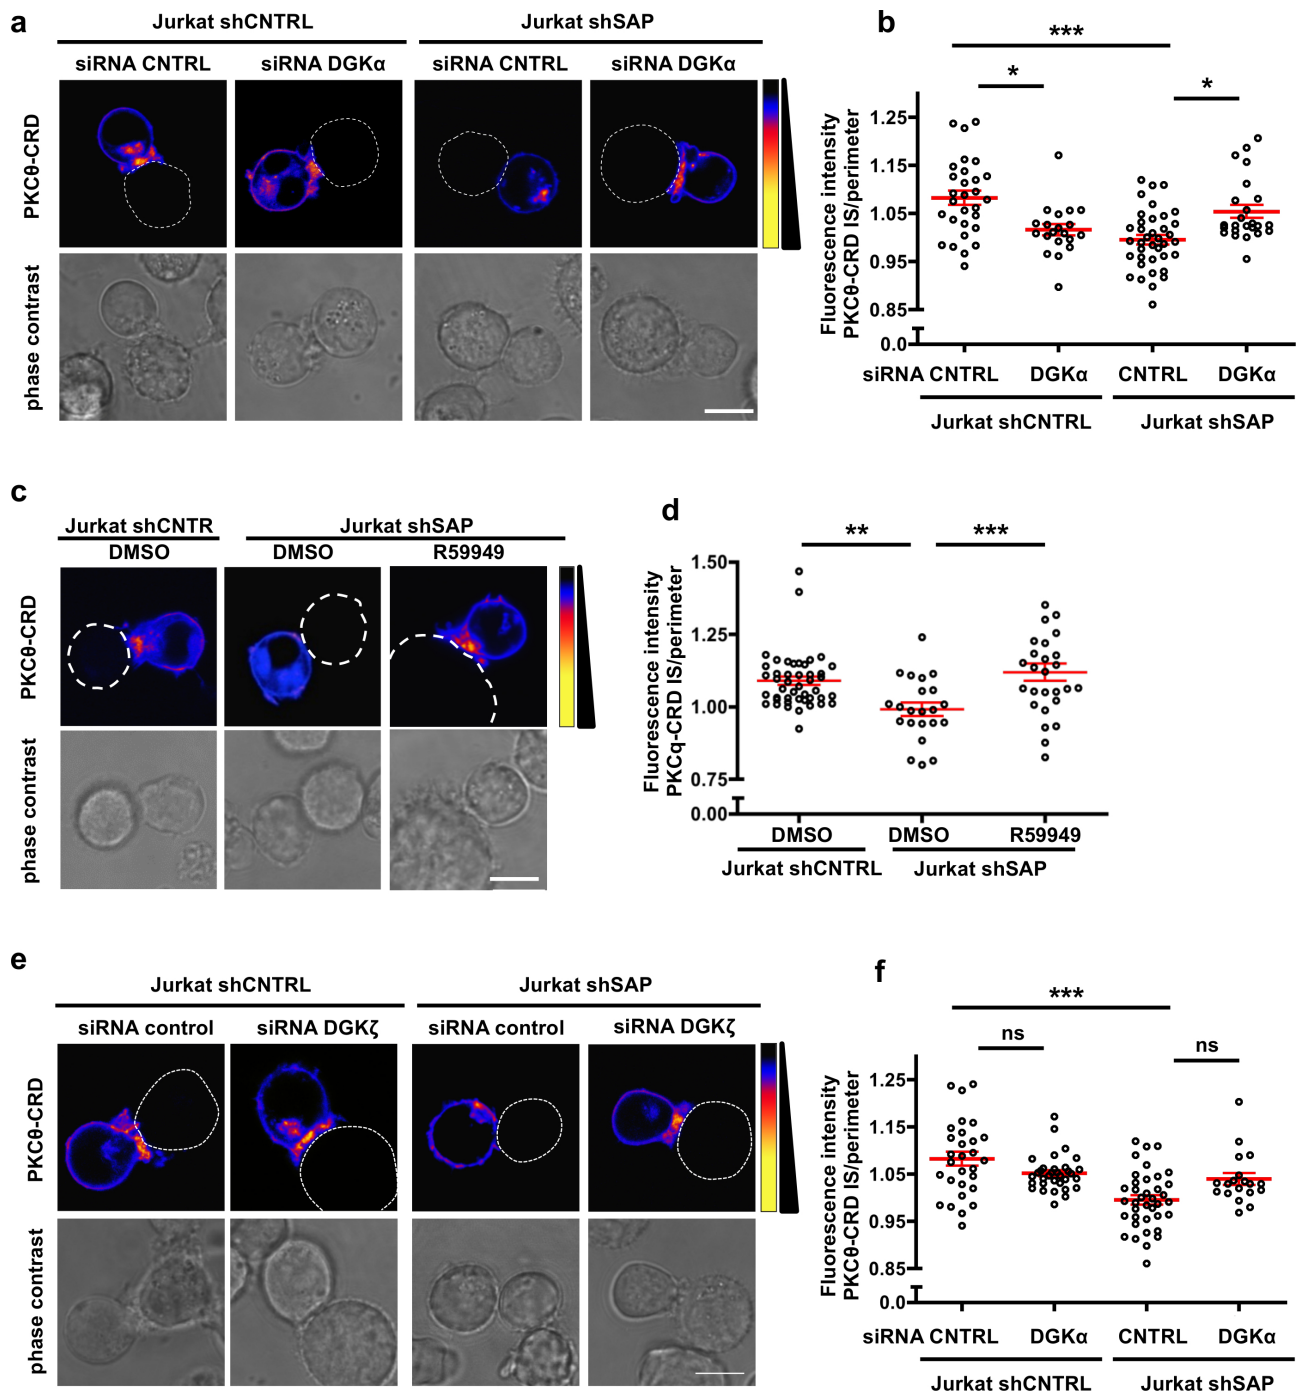 a
Jurkat shCNTRL
Jurkat shSAP
siRNA CNTRL
siRNA DGKα
siRNA CNTRL
siRNA DGKα
PKCθ-CRD
phase contrast
b
***
*
*
Fluorescence intensity
PKCθ-CRD IS/perimeter
1.25
1.15
1.05
0.95
0.85
0.0
siRNA CNTRL
DGKα
CNTRL
DGKα
Jurkat shCNTRL
Jurkat shSAP
c
Jurkat shCNTR
Jurkat shSAP
DMSO
DMSO
R59949
PKCθ-CRD
phase contrast
d
**
***
Fluorescence intensity
PKCq-CRD IS/perimeter
1.50
1.25
1.00
0.75
0.00
DMSO
DMSO
R59949
Jurkat shCNTRL
Jurkat shSAP
e
Jurkat shCNTRL
Jurkat shSAP
siRNA control
siRNA DGKζ
siRNA control
siRNA DGKζ
PKCθ-CRD
phase contrast
f
***
ns
ns
Fluorescence intensity
PKCθ-CRD IS/perimeter
1.25
1.15
1.05
0.95
0.85
0.0
siRNA CNTRL
DGKα
CNTRL
DGKα
Jurkat shCNTRL
Jurkat shSAP